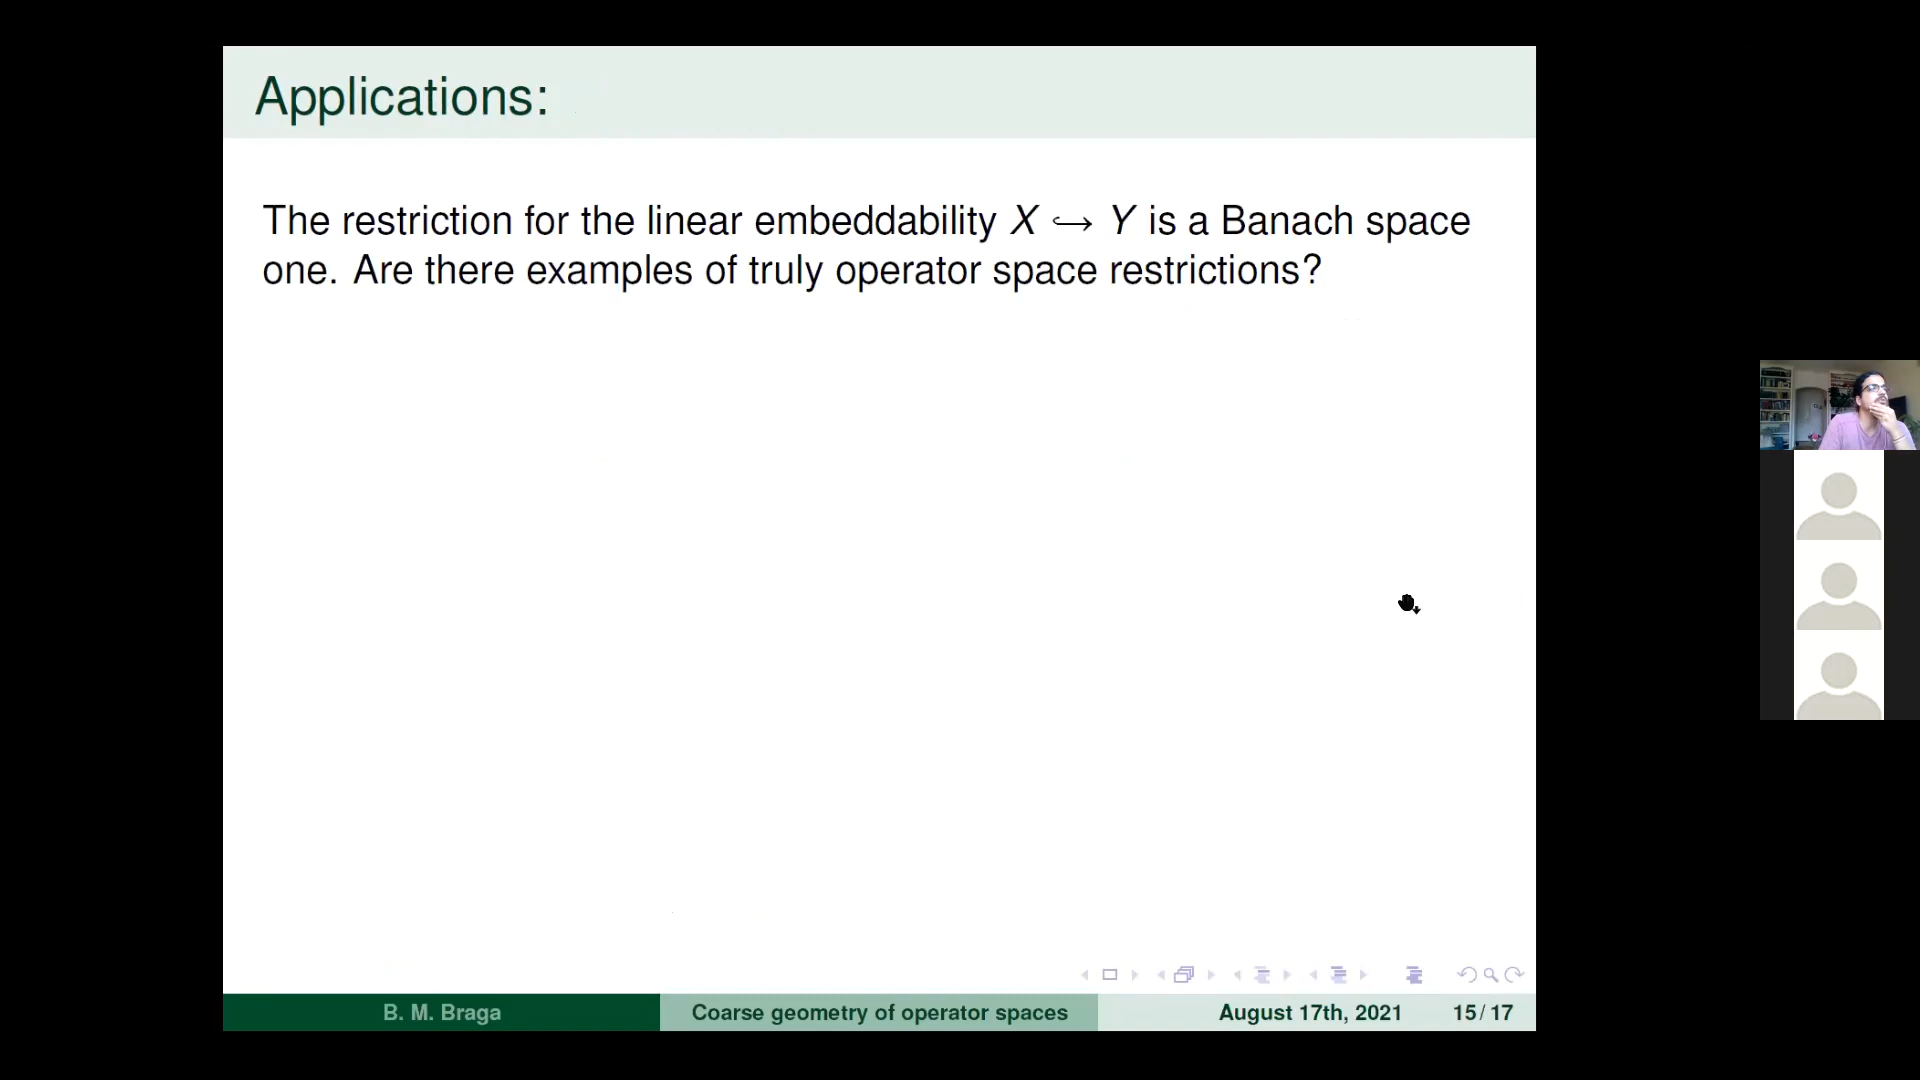 Applications:
The restriction for the linear embeddability X ↪ Y is a Banach space
one. Are there examples of truly operator space restrictions?
B. M. Braga
Coarse geometry of operator spaces
August 17th, 2021
15 / 17